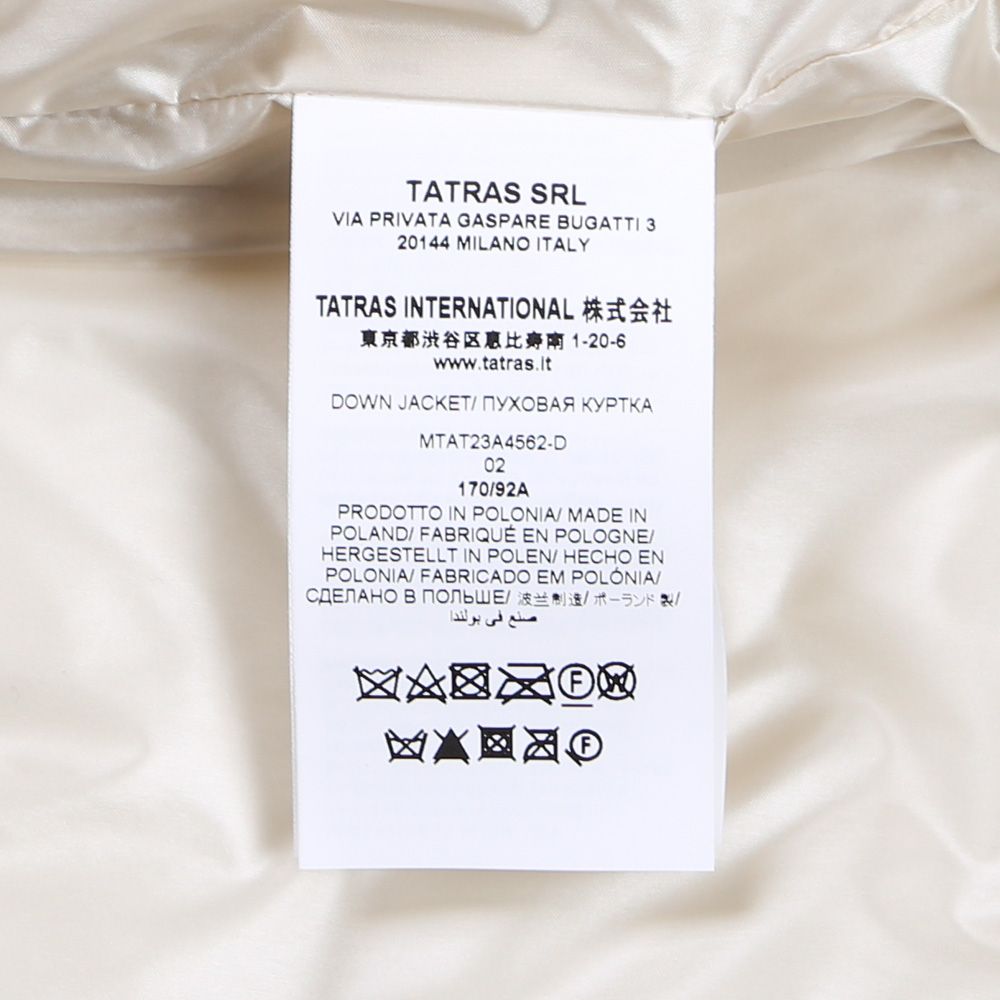 TATRAS SRL
VIA PRIVATA GASPARE BUGATTI 3
20144 MILANO ITALY
TATRAS INTERNATIONAL 株式会社
東京都渋谷区恵比寿南 1-20-6
www.tatras.it
DOWN JACKET/ ПУХОВАЯ КУРТКА
MTAT23A4562-D
02
170/92A
PRODOTTO IN POLONIA/ MADE IN
POLAND/ FABRIQUÉ EN POLOGNE/
HERGESTELLT IN POLEN/ HECHO EN
POLONIA/ FABRICADO EM POLÓNIA/
СДЕЛАНО В ПОЛЬШЕ/ 波兰制造/ ポーランド 製/
صنع في بولندا
F W
F